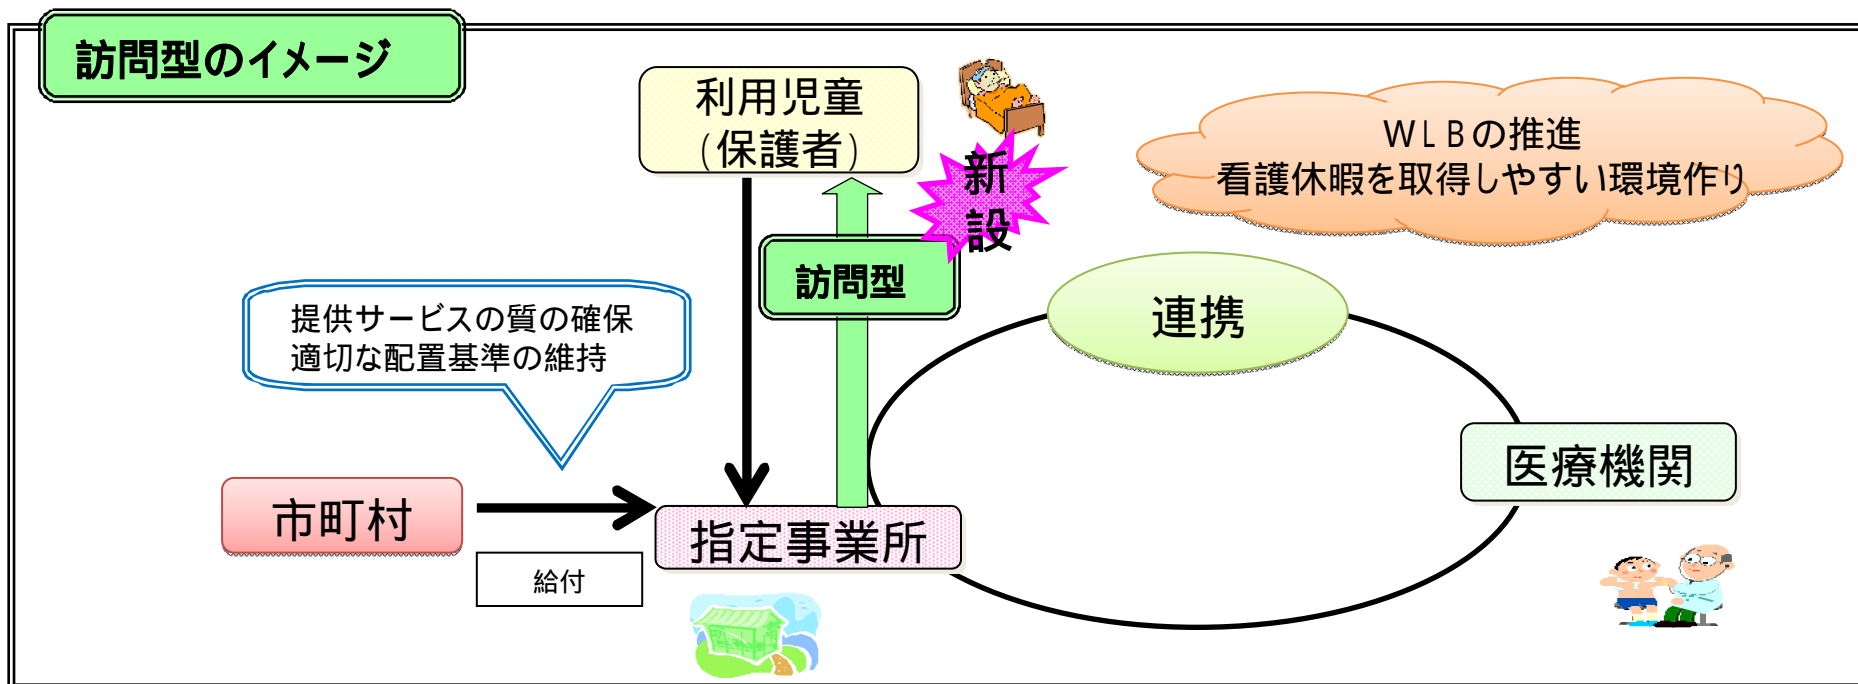 訪問型のイメージ
利用児童
(保護者)
新
設
WLBの推進
看護休暇を取得しやすい環境作り
訪問型
提供サービスの質の確保
適切な配置基準の維持
連携
医療機関
市町村
指定事業所
給付